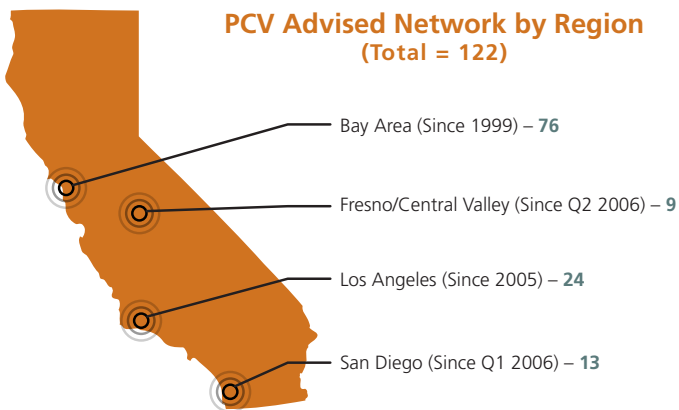 PCV Advised Network by Region
(Total = 122)
Bay Area (Since 1999) – 76
Fresno/Central Valley (Since Q2 2006) – 9
Los Angeles (Since 2005) – 24
San Diego (Since Q1 2006) – 13